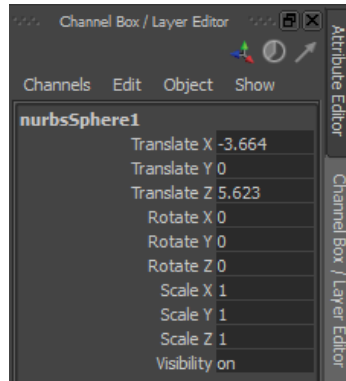 Channel Box / Layer Editor
Channels Edit Object Show
nurbsSphere1
Translate X -3.664
Translate Y 0
Translate Z 5.623
Rotate X 0
Rotate Y 0
Rotate Z 0
Scale X 1
Scale Y 1
Scale Z 1
Visibility on
Attribute Editor
Channel Box / Layer Editor